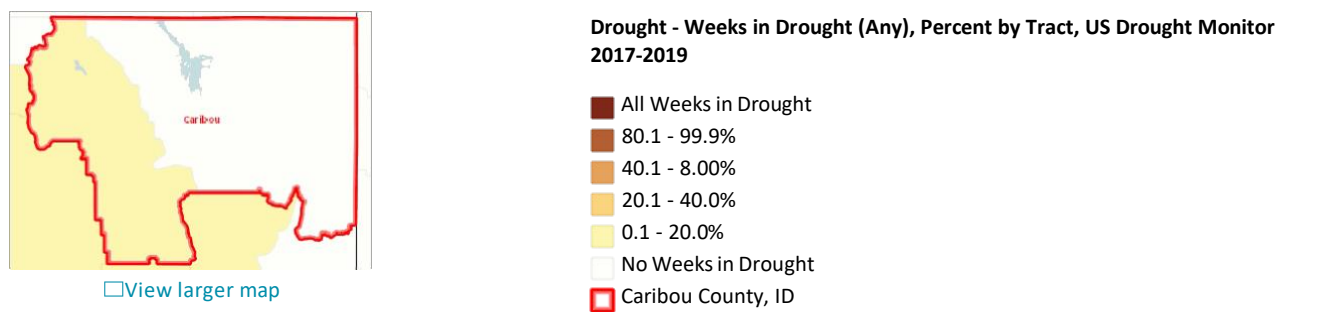 Caribou
View larger map
Drought - Weeks in Drought (Any), Percent by Tract, US Drought Monitor
2017-2019
All Weeks in Drought
80.1 - 99.9%
40.1 - 8.00%
20.1 - 40.0%
0.1 - 20.0%
No Weeks in Drought
Caribou County, ID